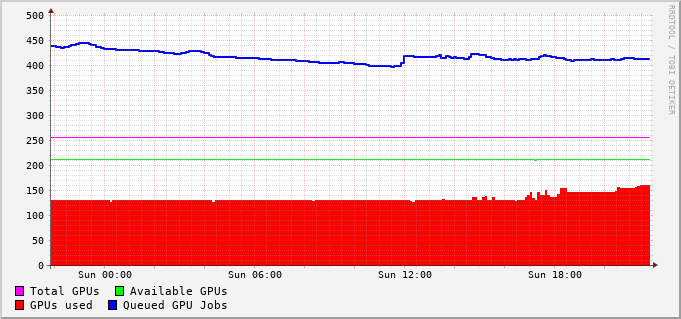 500
450
400
350
300
250
200
150
100
50
0
Sun 00:00 Sun 06:00 Sun 12:00 Sun 18:00
Total GPUs Available GPUs
GPUs used Queued GPU Jobs
RRDTOOL / TOBI OETIKER